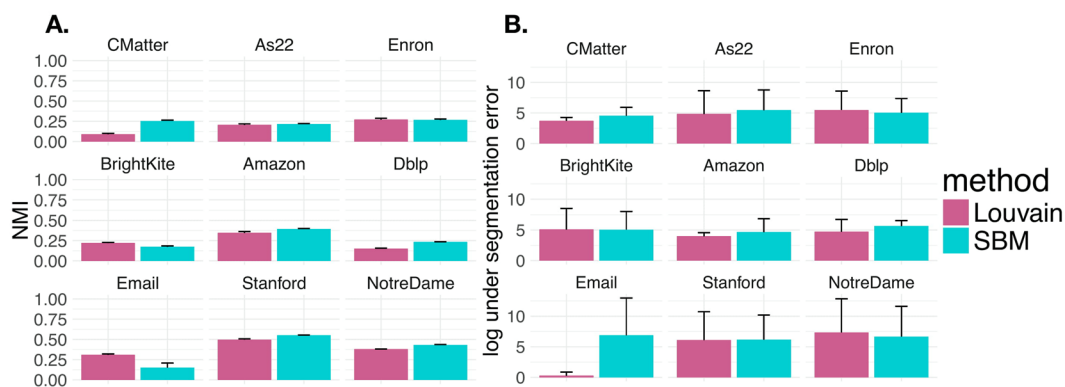 A.
CMatter As22 Enron
1.00
0.75
0.50
0.25
0.00
BrightKite Amazon Dblp
1.00
0.75
0.50
0.25
0.00
Email Stanford NotreDame
1.00
0.75
0.50
0.25
0.00
NMI
B.
CMatter As22 Enron
10
5
0
BrightKite Amazon Dblp
10
5
0
Email Stanford NotreDame
10
5
0
log under segmentation error
method
Louvain
SBM